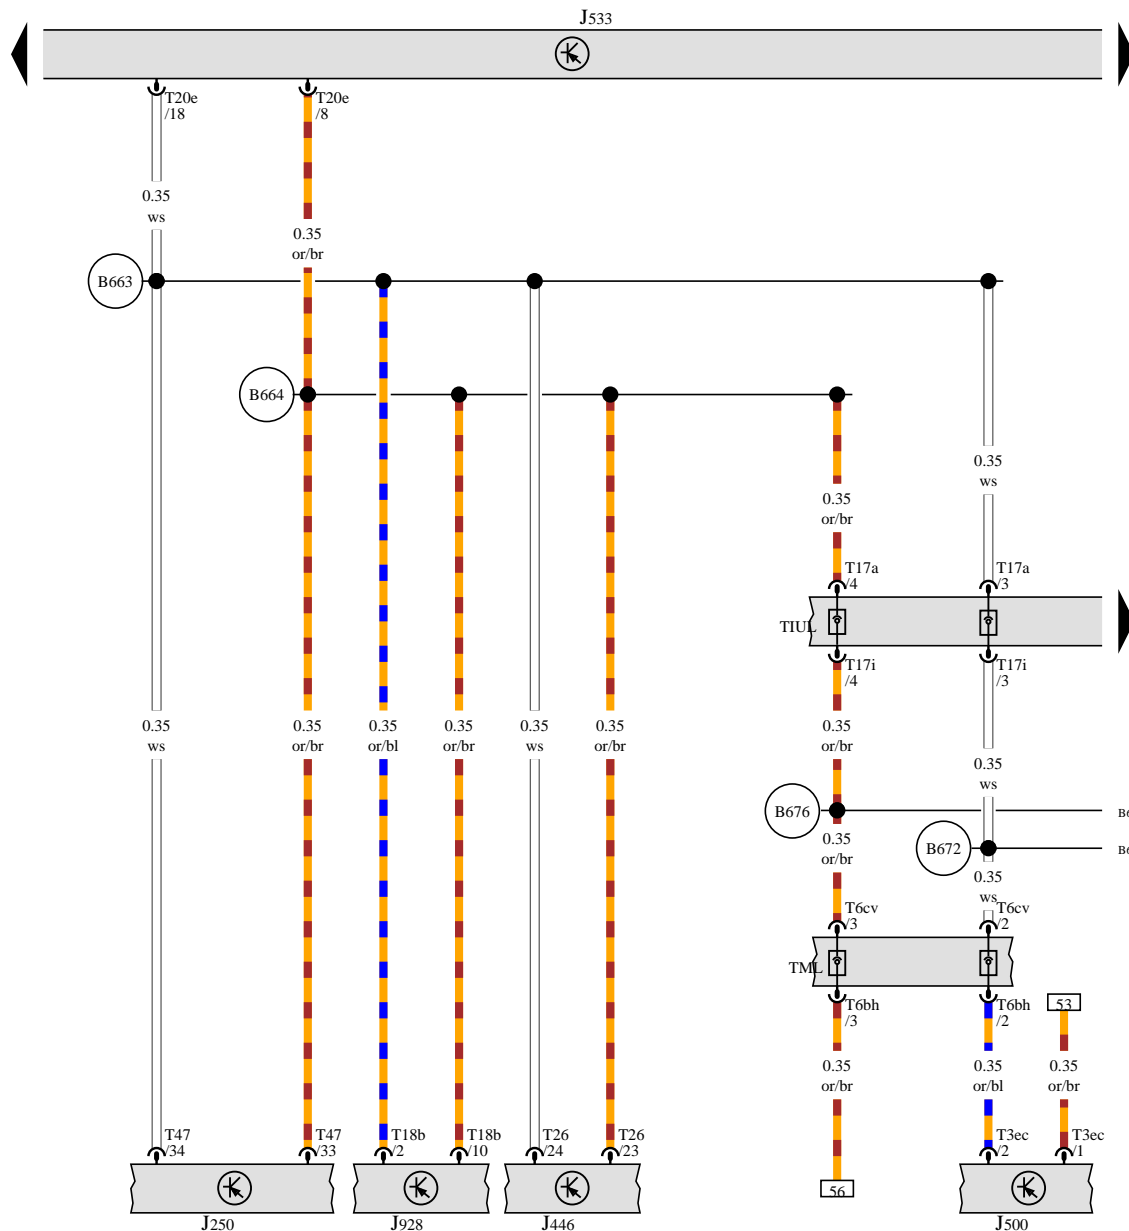 J533
T20e
/18
T20e
/8
0.35
ws
0.35
or/br
B663
B664
0.35
ws
0.35
or/br
T17a
/4
T17a
/3
TIUL
T17i
/4
T17i
/3
0.35
ws
0.35
or/br
0.35
or/bl
0.35
or/br
0.35
ws
0.35
or/br
0.35
or/br
0.35
ws
B676
B6
B672
B6
0.35
or/br
0.35
ws
T6cv
/3
T6cv
/2
TML
T6bh
/3
T6bh
/2
53
0.35
or/br
0.35
or/bl
0.35
or/br
T47
/34
T47
/33
T18b
/2
T18b
/10
T26
/24
T26
/23
T3ec
/2
T3ec
/1
56
J250
J928
J446
J500